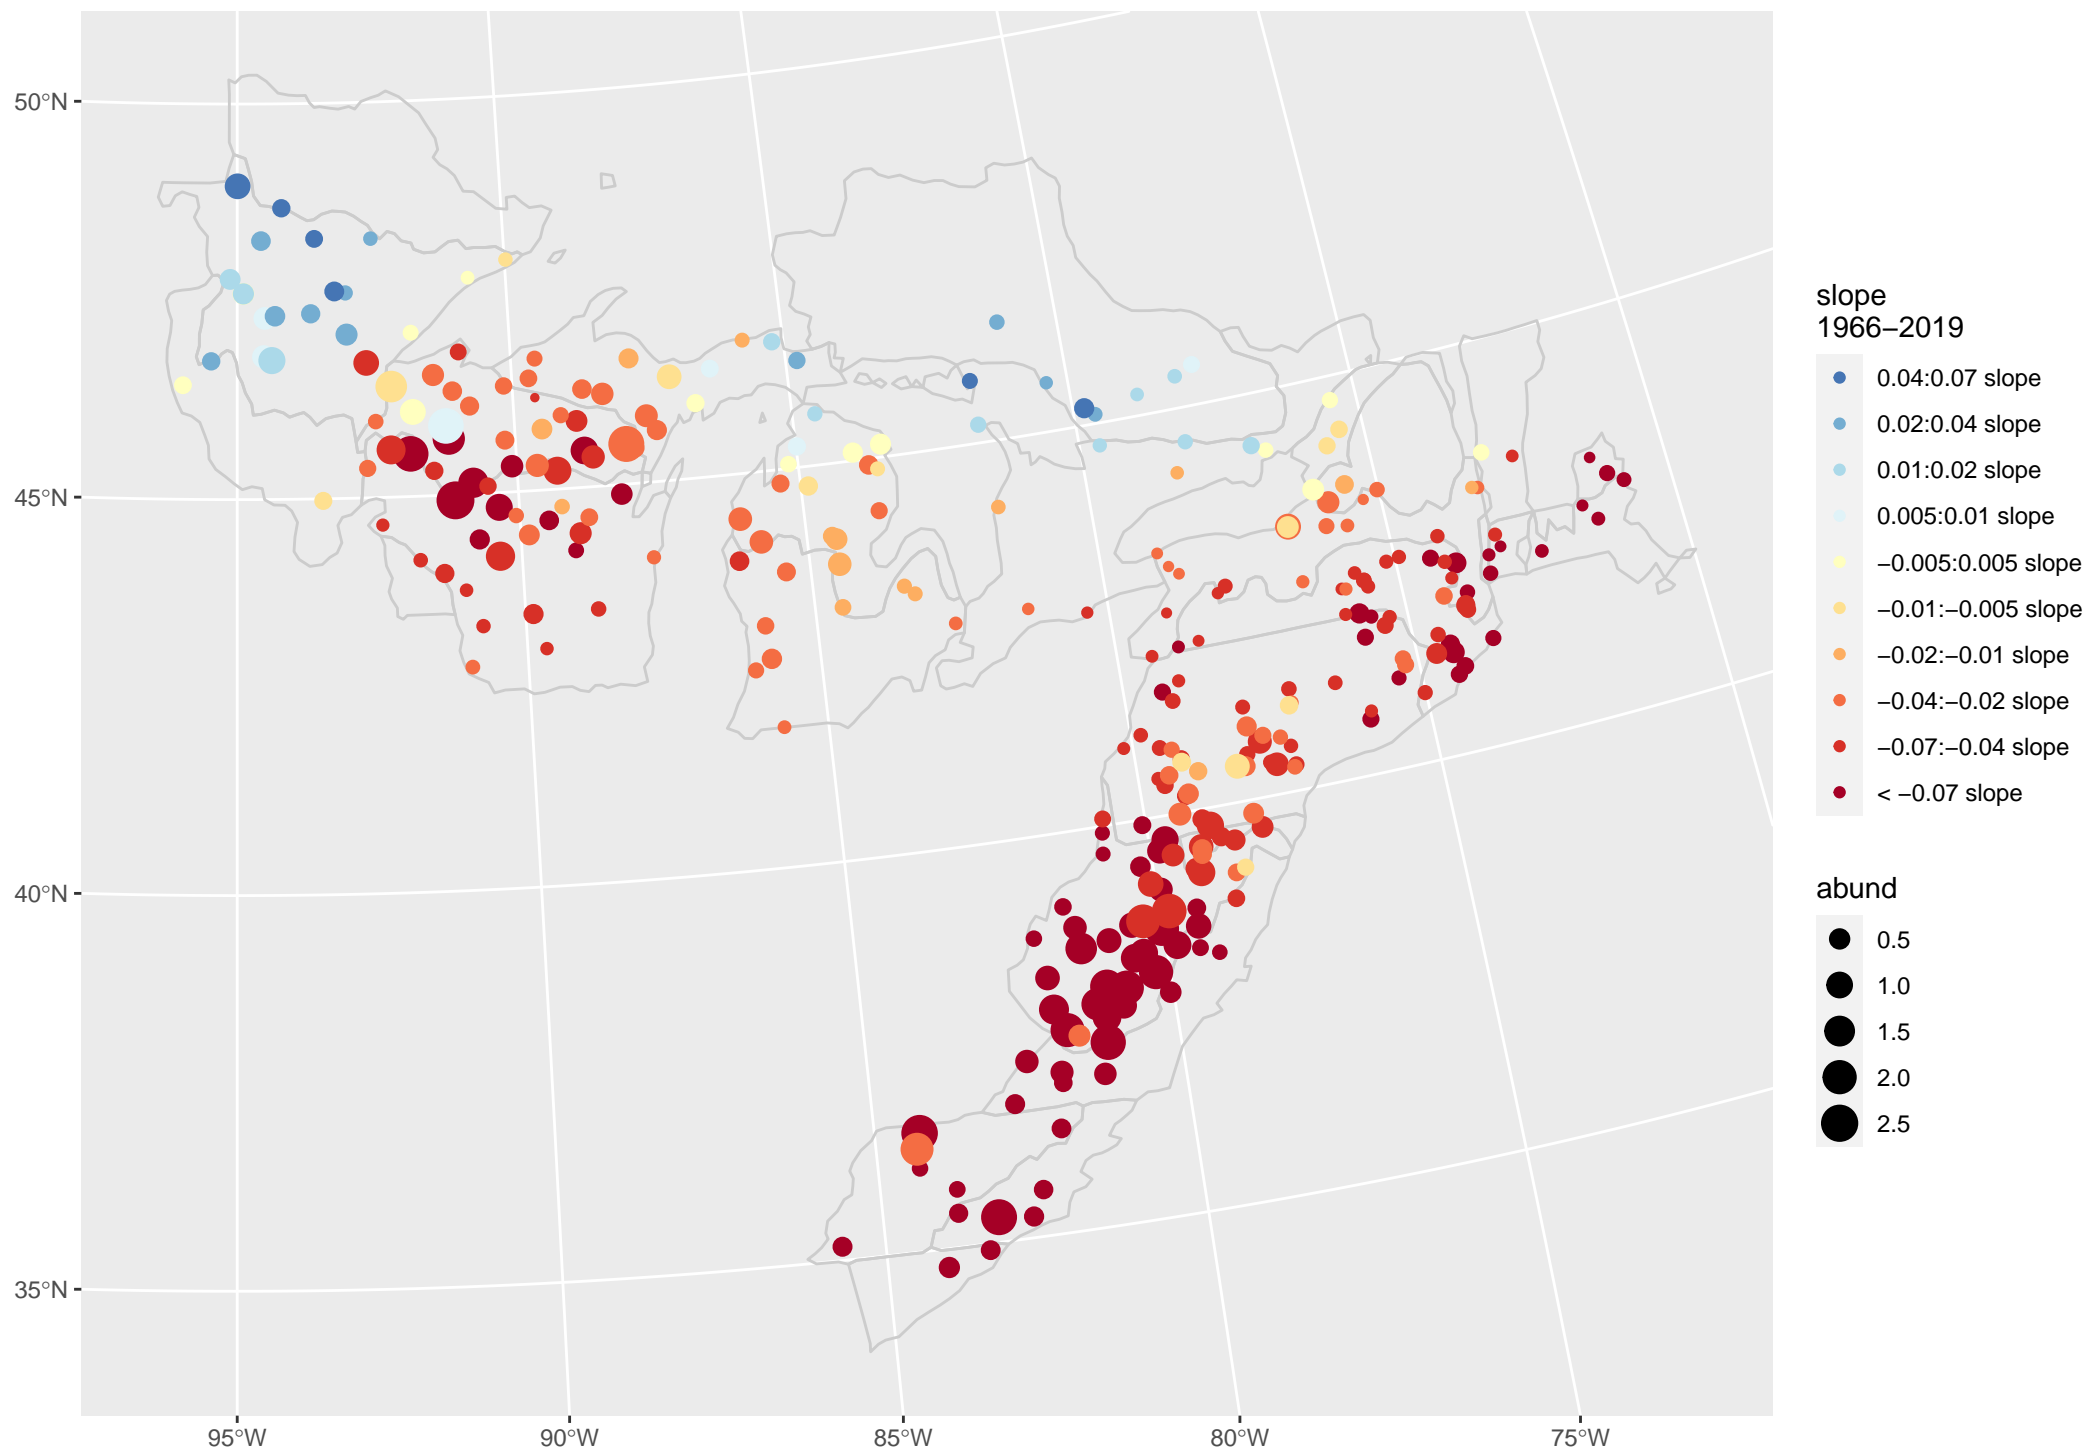 50°N
45°N
40°N
35°N
95°W
90°W
85°W
80°W
75°W
slope
1966−2019
0.04:0.07 slope
0.02:0.04 slope
0.01:0.02 slope
0.005:0.01 slope
−0.005:0.005 slope
−0.01:−0.005 slope
−0.02:−0.01 slope
−0.04:−0.02 slope
−0.07:−0.04 slope
< −0.07 slope
abund
0.5
1.0
1.5
2.0
2.5